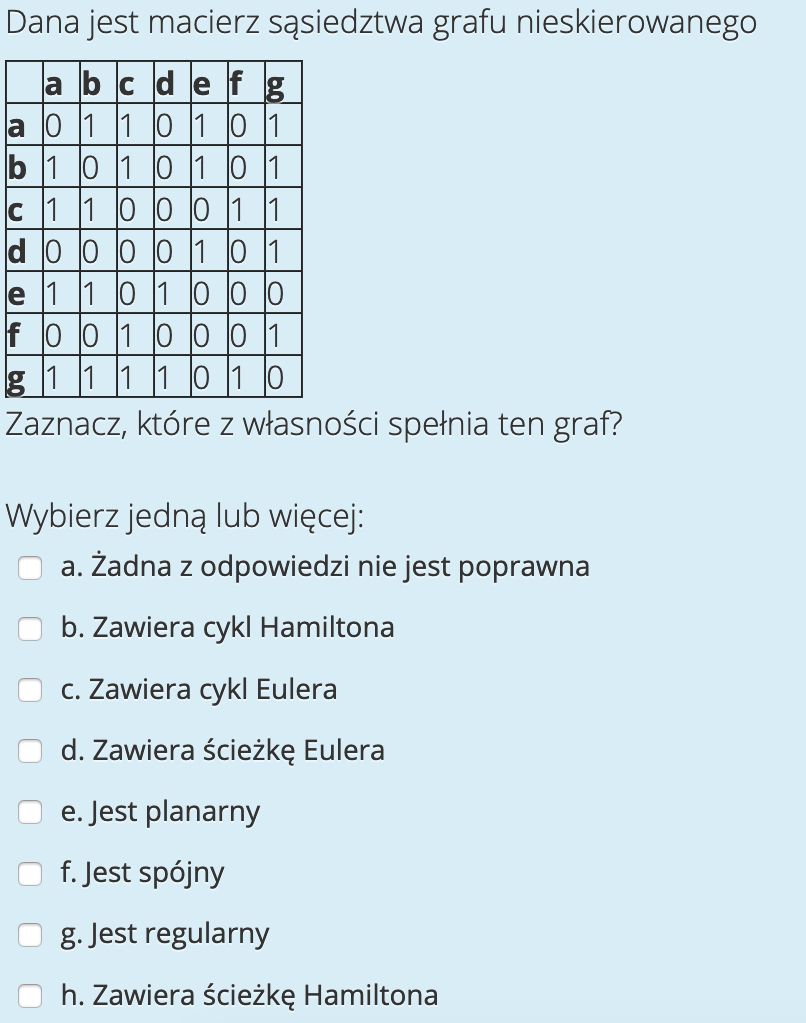 Dana jest macierz sąsiedztwa grafu nieskierowanego
a b c d e f g
a 0 1 1 0 1 0 1
b 1 0 1 0 1 0 1
c 1 1 0 0 0 1 1
d 0 0 0 0 1 0 1
e 1 1 0 1 0 0 0
f 0 0 1 0 0 0 1
g 1 1 1 1 0 1 0
Zaznacz, które z własności spełnia ten graf?
Wybierz jedną lub więcej:
a. Żadna z odpowiedzi nie jest poprawna
b. Zawiera cykl Hamiltona
c. Zawiera cykl Eulera
d. Zawiera ścieżkę Eulera
e. Jest planarny
f. Jest spójny
g. Jest regularny
h. Zawiera ścieżkę Hamiltona